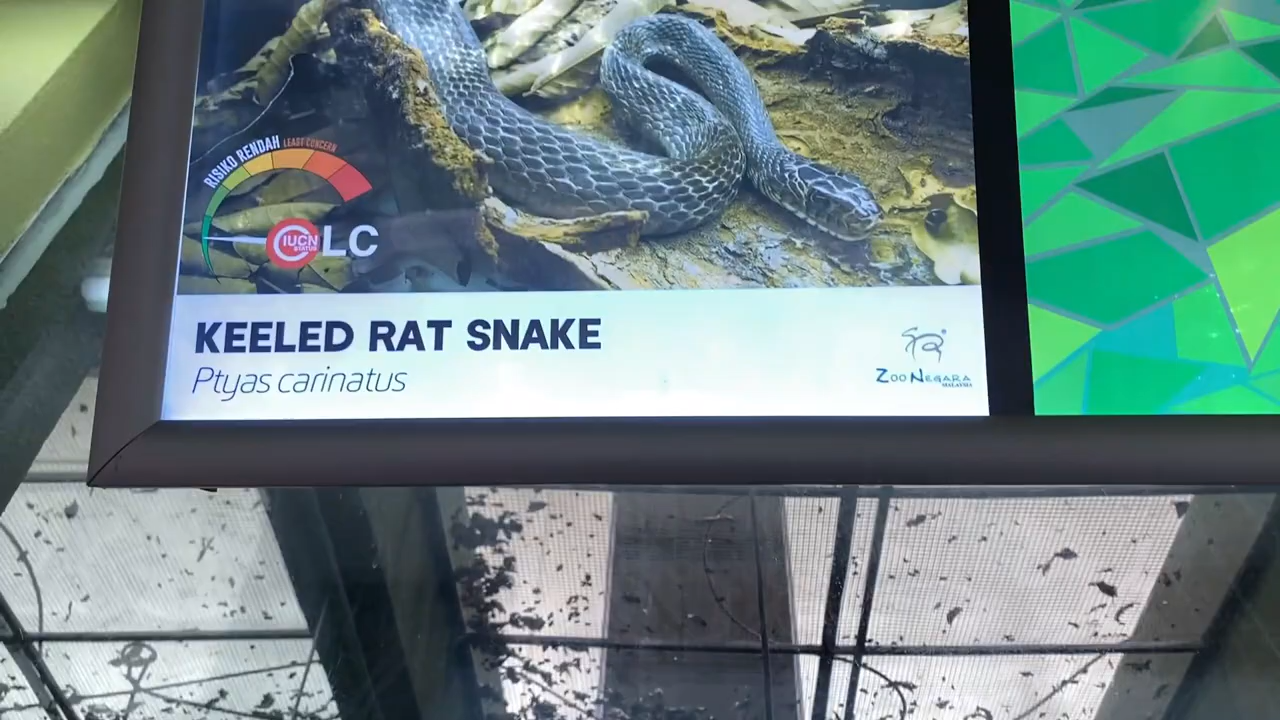 RISIKO RENDAH LEAST CONCERN
IUCN
STATUS
LC
KEELED RAT SNAKE
Ptyas carinatus
ZOO NEGARA
MALAYSIA